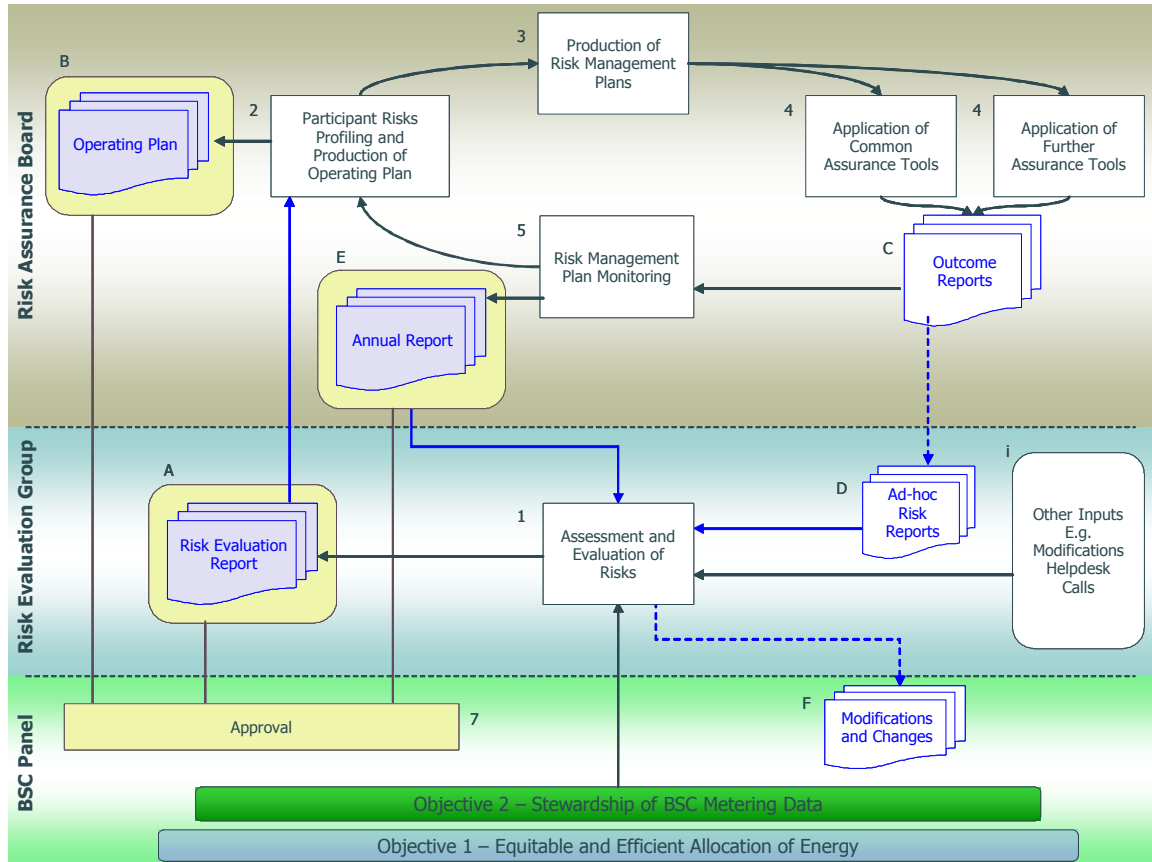 Risk Assurance Board
B
Operating Plan
2
Participant Risks
Profiling and
Production of
Operating Plan
3
Production of
Risk Management
Plans
4
Application of
Common
Assurance Tools
4
Application of
Further
Assurance Tools
5
Risk Management
Plan Monitoring
C
Outcome
Reports
E
Annual Report
Risk Evaluation Group
A
Risk Evaluation
Report
1
Assessment and
Evaluation of
Risks
D
Ad-hoc
Risk
Reports
i
Other Inputs
E.g.
Modifications
Helpdesk
Calls
BSC Panel
Approval
7
F
Modifications
and Changes
Objective 2 – Stewardship of BSC Metering Data
Objective 1 – Equitable and Efficient Allocation of Energy